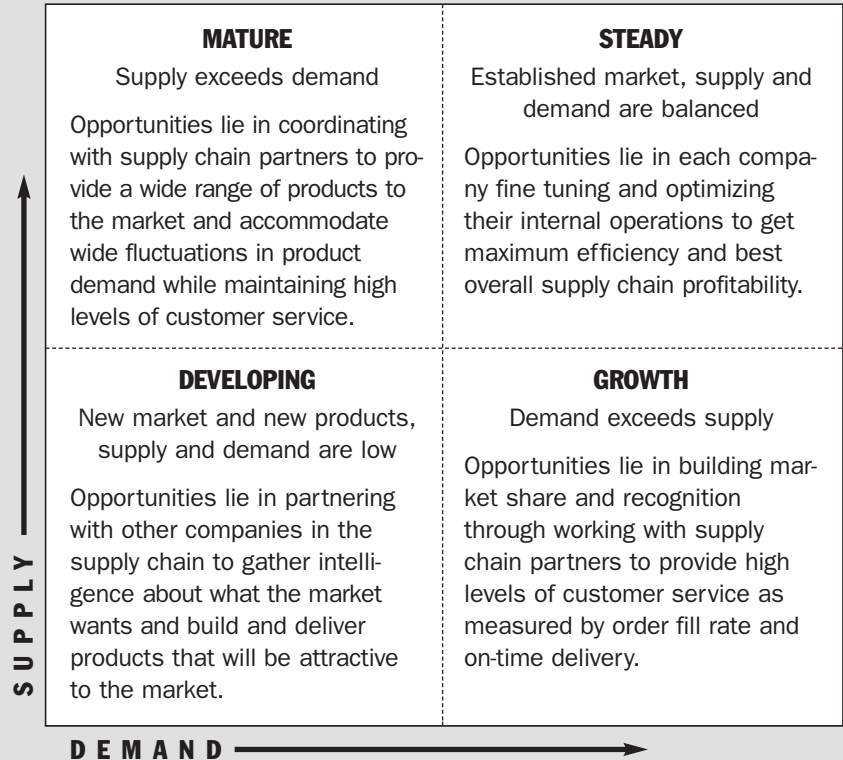 MATURE
Supply exceeds demand
Opportunities lie in coordinating
with supply chain partners to pro-
vide a wide range of products to
the market and accommodate
wide fluctuations in product
demand while maintaining high
levels of customer service.
STEADY
Established market, supply and
demand are balanced
Opportunities lie in each compa-
ny fine tuning and optimizing
their internal operations to get
maximum efficiency and best
overall supply chain profitability.
DEVELOPING
New market and new products,
supply and demand are low
Opportunities lie in partnering
with other companies in the
supply chain to gather intelli-
gence about what the market
wants and build and deliver
products that will be attractive
to the market.
GROWTH
Demand exceeds supply
Opportunities lie in building mar-
ket share and recognition
through working with supply
chain partners to provide high
levels of customer service as
measured by order fill rate and
on-time delivery.
SUPPLY
DEMAND